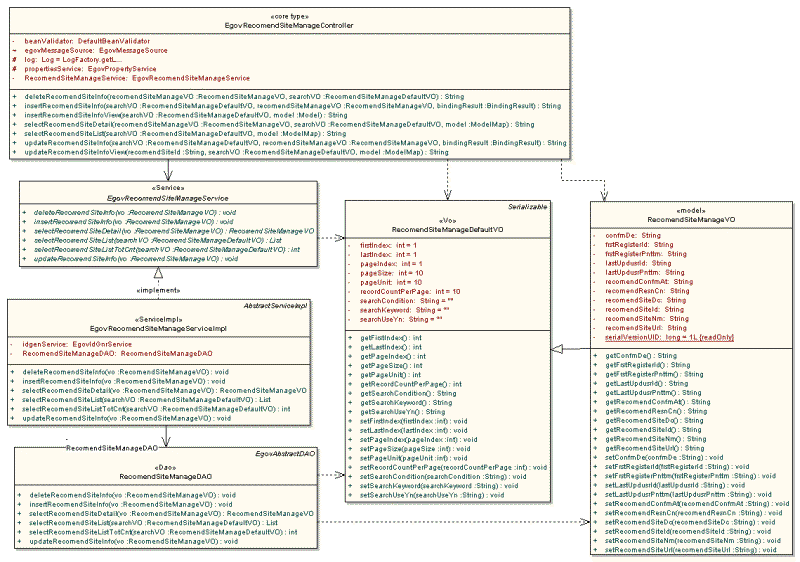 «core type»
EgovRecomendSiteManageController
- beanValidator: DefaultBeanValidator
~ egovMessageSource: EgovMessageSource
# log: Log = LogFactory.getL...
# propertiesService: EgovPropertyService
- RecomendSiteManageService: EgovRecomendSiteManageService
+ deleteRecomendSiteInfo(recomendSiteManageVO :RecomendSiteManageVO, searchVO :RecomendSiteManageDefaultVO) : String
+ insertRecomendSiteInfo(searchVO :RecomendSiteManageDefaultVO, recomendSiteManageVO :RecomendSiteManageVO, bindingResult :BindingResult) : String
+ insertRecomendSiteInfoView(searchVO :RecomendSiteManageDefaultVO, model :Model) : String
+ selectRecomendSiteDetail(recomendSiteManageVO :RecomendSiteManageVO, searchVO :RecomendSiteManageDefaultVO, model :ModelMap) : String
+ selectRecomendSiteList(searchVO :RecomendSiteManageDefaultVO, model :ModelMap) : String
+ updateRecomendSiteInfo(searchVO :RecomendSiteManageDefaultVO, recomendSiteManageVO :RecomendSiteManageVO, bindingResult :BindingResult) : String
+ updateRecomendSiteInfoView(recomendSiteId :String, searchVO :RecomendSiteManageDefaultVO, model :ModelMap) : String
«Service»
EgovRecomendSiteManageService
+ deleteRecomendSiteInfo(vo :RecomendSiteManageVO) : void
+ insertRecomendSiteInfo(vo :RecomendSiteManageVO) : void
+ selectRecomendSiteDetail(vo :RecomendSiteManageVO) : RecomendSiteManageVO
+ selectRecomendSiteList(searchVO :RecomendSiteManageDefaultVO) : List
+ selectRecomendSiteListTotCnt(searchVO :RecomendSiteManageDefaultVO) : int
+ updateRecomendSiteInfo(vo :RecomendSiteManageVO) : void
«implement»
AbstractServiceImpl
«ServiceImpl»
EgovRecomendSiteManageServiceImpl
- idgenService: EgovIdGnrService
- RecomendSiteManageDAO: RecomendSiteManageDAO
+ deleteRecomendSiteInfo(vo :RecomendSiteManageVO) : void
+ insertRecomendSiteInfo(vo :RecomendSiteManageVO) : void
+ selectRecomendSiteDetail(vo :RecomendSiteManageVO) : RecomendSiteManageVO
+ selectRecomendSiteList(searchVO :RecomendSiteManageDefaultVO) : List
+ selectRecomendSiteListTotCnt(searchVO :RecomendSiteManageDefaultVO) : int
+ updateRecomendSiteInfo(vo :RecomendSiteManageVO) : void
-RecomendSiteManageDAO
EgovAbstractDAO
«Dao»
RecomendSiteManageDAO
+ deleteRecomendSiteInfo(vo :RecomendSiteManageVO) : void
+ insertRecomendSiteInfo(vo :RecomendSiteManageVO) : void
+ selectRecomendSiteDetail(vo :RecomendSiteManageVO) : RecomendSiteManageVO
+ selectRecomendSiteList(searchVO :RecomendSiteManageDefaultVO) : List
+ selectRecomendSiteListTotCnt(searchVO :RecomendSiteManageDefaultVO) : int
+ updateRecomendSiteInfo(vo :RecomendSiteManageVO) : void
Serializable
«Vo»
RecomendSiteManageDefaultVO
- firstIndex: int = 1
- lastIndex: int = 1
- pageIndex: int = 1
- pageSize: int = 10
- pageUnit: int = 10
- recordCountPerPage: int = 10
- searchCondition: String = ""
- searchKeyword: String = ""
- searchUseYn: String = ""
+ getFirstIndex() : int
+ getLastIndex() : int
+ getPageIndex() : int
+ getPageSize() : int
+ getPageUnit() : int
+ getRecordCountPerPage() : int
+ getSearchCondition() : String
+ getSearchKeyword() : String
+ getSearchUseYn() : String
+ setFirstIndex(firstIndex :int) : void
+ setLastIndex(lastIndex :int) : void
+ setPageIndex(pageIndex :int) : void
+ setPageSize(pageSize :int) : void
+ setPageUnit(pageUnit :int) : void
+ setRecordCountPerPage(recordCountPerPage :int) : void
+ setSearchCondition(searchCondition :String) : void
+ setSearchKeyword(searchKeyword :String) : void
+ setSearchUseYn(searchUseYn :String) : void
«model»
RecomendSiteManageVO
- confmDe: String
- frstRegisterId: String
- frstRegisterPnttm: String
- lastUpdusrId: String
- lastUpdusrPnttm: String
- recomendConfmAt: String
- recomendResnCn: String
- recomendSiteDc: String
- recomendSiteId: String
- recomendSiteNm: String
- recomendSiteUrl: String
- serialVersionUID: long = 1L {readOnly}
+ getConfmDe() : String
+ getFrstRegisterId() : String
+ getFrstRegisterPnttm() : String
+ getLastUpdusrId() : String
+ getLastUpdusrPnttm() : String
+ getRecomendConfmAt() : String
+ getRecomendResnCn() : String
+ getRecomendSiteDc() : String
+ getRecomendSiteId() : String
+ getRecomendSiteNm() : String
+ getRecomendSiteUrl() : String
+ setConfmDe(confmDe :String) : void
+ setFrstRegisterId(frstRegisterId :String) : void
+ setFrstRegisterPnttm(frstRegisterPnttm :String) : void
+ setLastUpdusrId(lastUpdusrId :String) : void
+ setLastUpdusrPnttm(lastUpdusrPnttm :String) : void
+ setRecomendConfmAt(recomendConfmAt :String) : void
+ setRecomendResnCn(recomendResnCn :String) : void
+ setRecomendSiteDc(recomendSiteDc :String) : void
+ setRecomendSiteId(recomendSiteId :String) : void
+ setRecomendSiteNm(recomendSiteNm :String) : void
+ setRecomendSiteUrl(recomendSiteUrl :String) : void